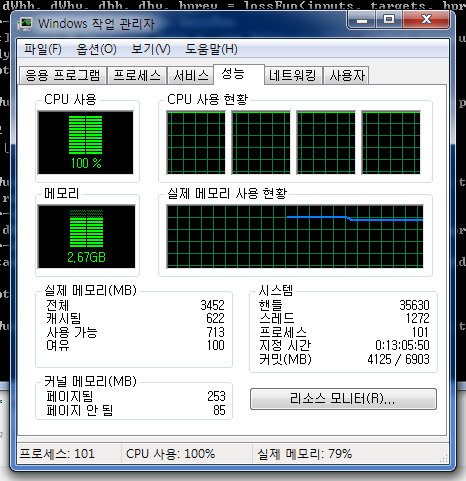 dWhh, dWhy, dbh, dby, hprev = lossFun(inputs, targets, hpr
Windows 작업 관리자
파일(F) 옵션(O) 보기(V) 도움말(H)
응용 프로그램 프로세스 서비스 성능 네트워킹 사용자
CPU 사용 CPU 사용 현황
100 %
메모리 실제 메모리 사용 현황
2,67GB
실제 메모리(MB)
전체 3452
캐시됨 622
사용 가능 713
여유 100
커널 메모리(MB)
페이지됨 253
페이지 안 됨 85
시스템
핸들 35630
스레드 1272
프로세스 101
지정 시간 0:13:05:50
커밋(MB) 4125 / 6903
리소스 모니터(R)...
프로세스: 101 CPU 사용: 100% 실제 메모리: 79%